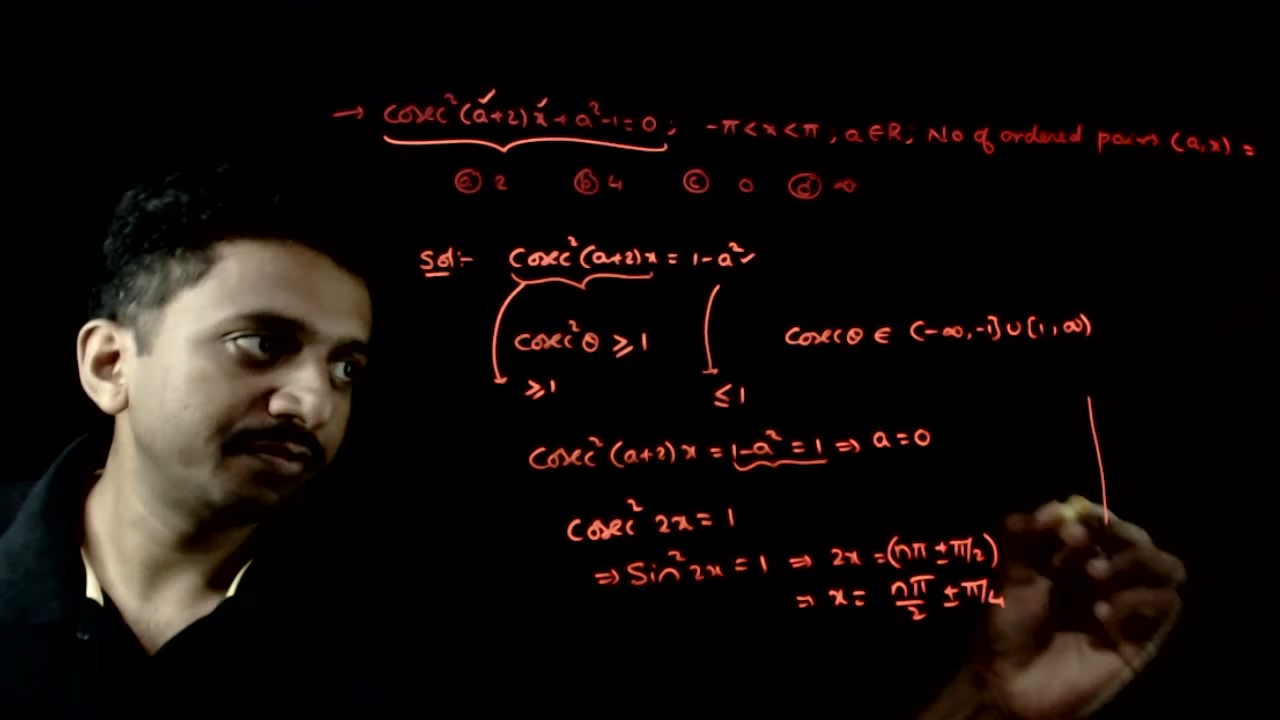 → Cosec²(a+2)x + a²-1=0 ; -π<x<π ; a∈R; No of ordered pairs (a,x) =
ⓐ 2 ⓑ 4 ⓒ 0 ⓓ ∞
Sol:- Cosec²(a+2)x = 1-a²
Cosec²θ ⩾ 1 Cosecθ ∈ (-∞,-1]∪[1,∞)
⩾1 ≤ 1
Cosec²(a+2)x = 1-a² = 1 ⇒ a=0
Cosec² 2x = 1
⇒ Sin² 2x = 1 ⇒ 2x = (nπ ± π/2)
⇒ x = nπ/2 ± π/4